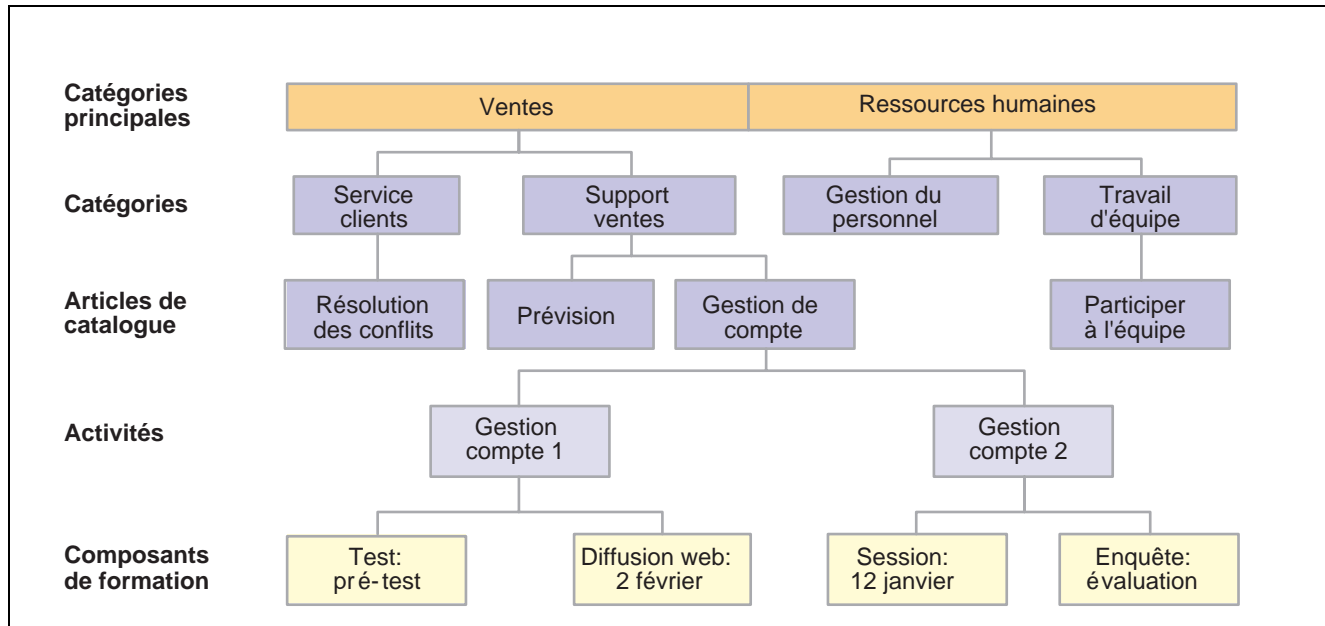 Catégories
principales
Ventes
Ressources humaines
Catégories
Service
clients
Support
ventes
Gestion du
personnel
Travail
d'équipe
Articles de
catalogue
Résolution
des conflits
Prévision
Gestion de
compte
Participer
à l'équipe
Activités
Gestion
compte 1
Gestion
compte 2
Composants
de formation
Test:
pré-test
Diffusion web:
2 février
Session:
12 janvier
Enquête:
évaluation